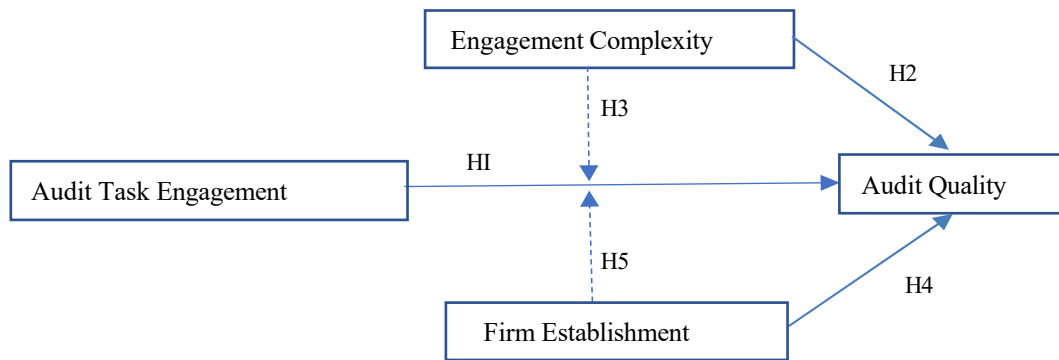 Engagement Complexity
H2
H3
HI
Audit Task Engagement
Audit Quality
H5
H4
Firm Establishment